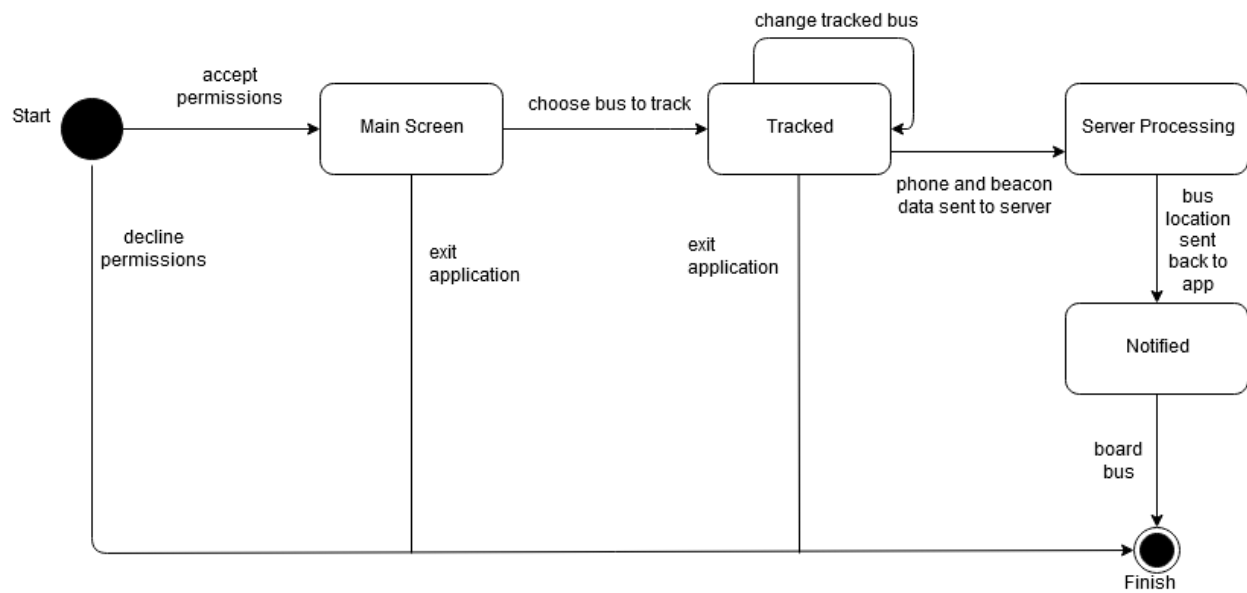 change tracked bus
accept
permissions
Start
Main Screen
choose bus to track
Tracked
Server Processing
phone and beacon
data sent to server
bus
location
sent
back to
app
decline
permissions
exit
application
exit
application
Notified
board
bus
Finish